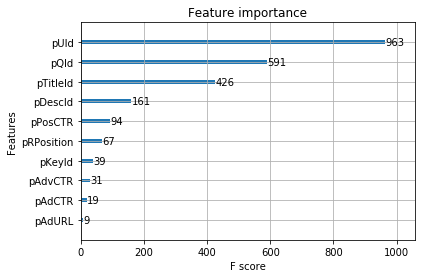 Feature importance
Features
pUId 963
pQId 591
pTitleId 426
pDescId 161
pPosCTR 94
pRPosition 67
pKeyId 39
pAdvCTR 31
pAdCTR 19
pAdURL 9
0 200 400 600 800 1000
F score